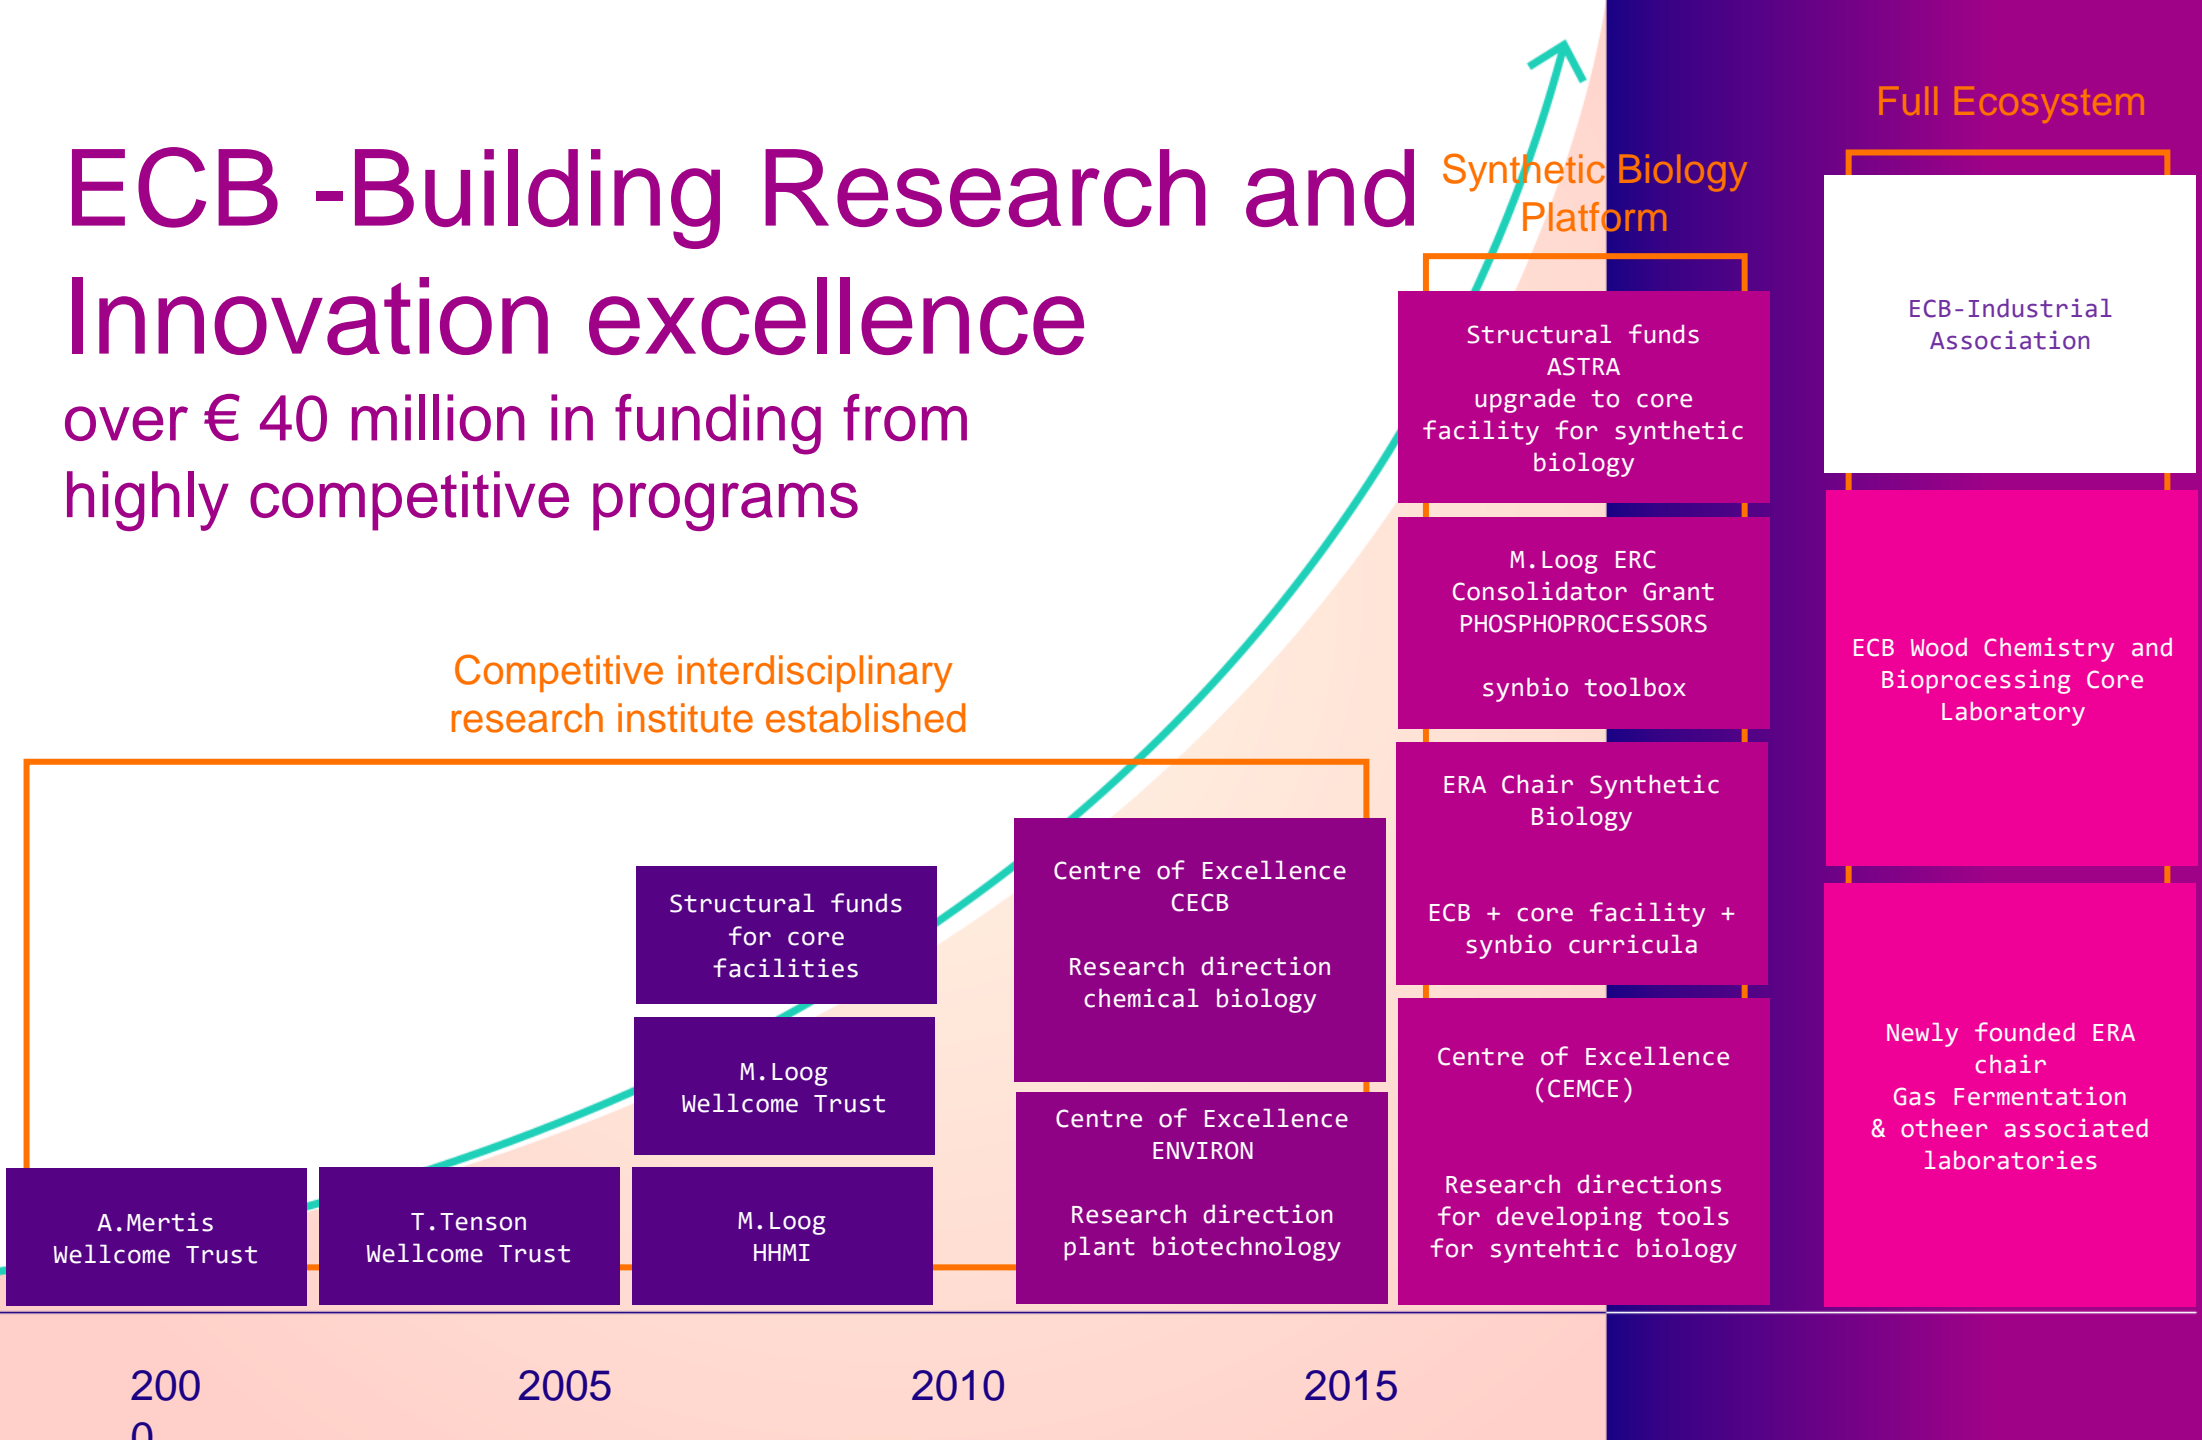 ECB -Building Research and
Innovation excellence
over € 40 million in funding from
highly competitive programs
Competitive interdisciplinary
research institute established
A.Mertis
Wellcome Trust
T.Tenson
Wellcome Trust
Structural funds
for core
facilities
M.Loog
Wellcome Trust
M.Loog
HHMI
Centre of Excellence
CECB
Research direction
chemical biology
Centre of Excellence
ENVIRON
Research direction
plant biotechnology
Synthetic Biology
Platform
Structural funds
ASTRA
upgrade to core
facility for synthetic
biology
M.Loog ERC
Consolidator Grant
PHOSPHOPROCESSORS
synbio toolbox
ERA Chair Synthetic
Biology
ECB + core facility +
synbio curricula
Centre of Excellence
(CEMCE)
Research directions
for developing tools
for syntehtic biology
Full Ecosystem
ECB-Industrial
Association
ECB Wood Chemistry and
Bioprocessing Core
Laboratory
Newly founded ERA
chair
Gas Fermentation
& otheer associated
laboratories
200
0
2005
2010
2015